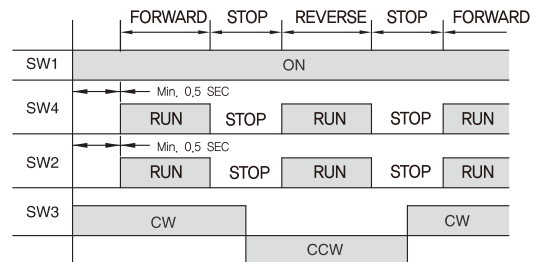 FORWARD STOP REVERSE STOP FORWARD
SW1 ON
Min, 0.5 SEC
SW4 RUN STOP RUN STOP RUN
Min, 0.5 SEC
SW2 RUN STOP RUN STOP RUN
SW3 CW CW
CCW